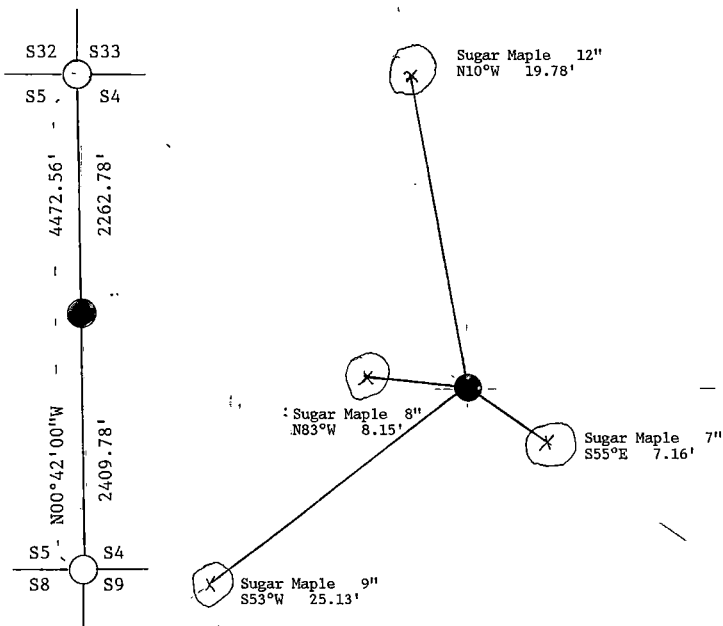 S32 S33
S5 S4
4472.56'
2262.78'
N00°42'00"W
2409.78'
S5 S4
S8 S9
Sugar Maple 12"
N10°W 19.78'
Sugar Maple 8"
N83°W 8.15'
Sugar Maple 7"
S55°E 7.16'
Sugar Maple 9"
S53°W 25.13'